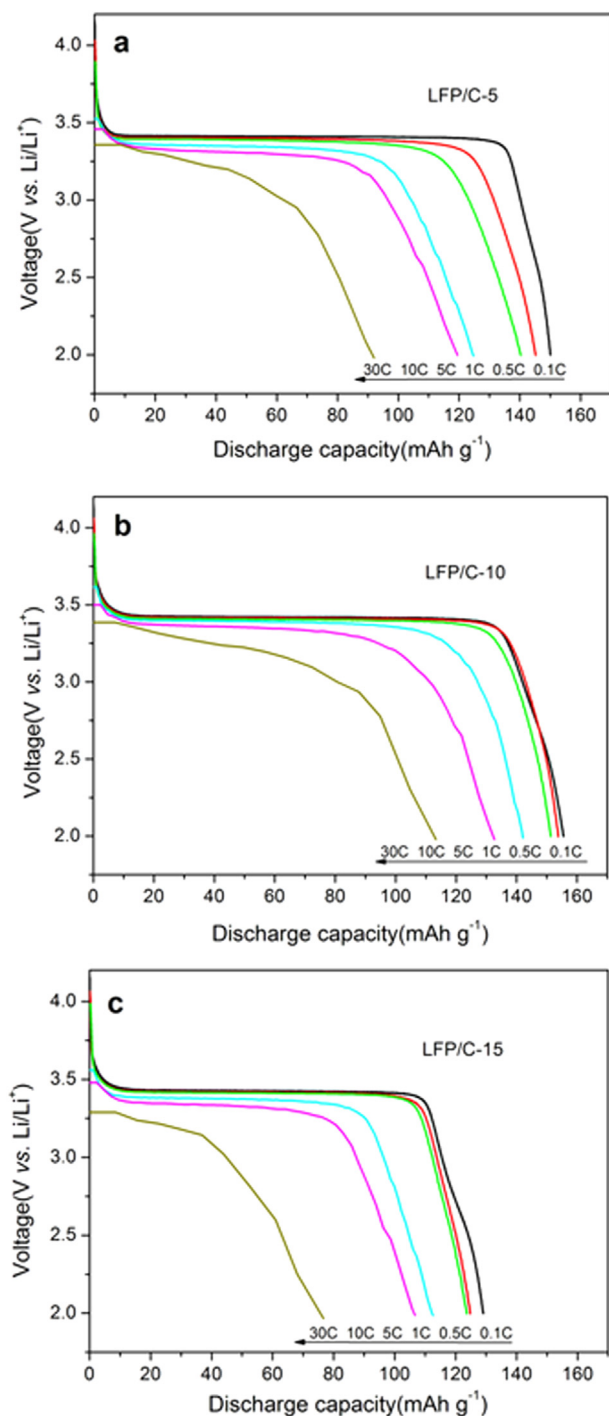 a
LFP/C-5
4.0
3.5
3.0
2.5
2.0
Voltage(V vs. Li/Li⁺)
30C 10C 5C 1C 0.5C 0.1C
0 20 40 60 80 100 120 140 160
Discharge capacity(mAh g⁻¹)
b
LFP/C-10
4.0
3.5
3.0
2.5
2.0
Voltage(V vs. Li/Li⁺)
30C 10C 5C 1C 0.5C 0.1C
0 20 40 60 80 100 120 140 160
Discharge capacity(mAh g⁻¹)
c
LFP/C-15
4.0
3.5
3.0
2.5
2.0
Voltage(V vs. Li/Li⁺)
30C 10C 5C 1C 0.5C 0.1C
0 20 40 60 80 100 120 140 160
Discharge capacity(mAh g⁻¹)